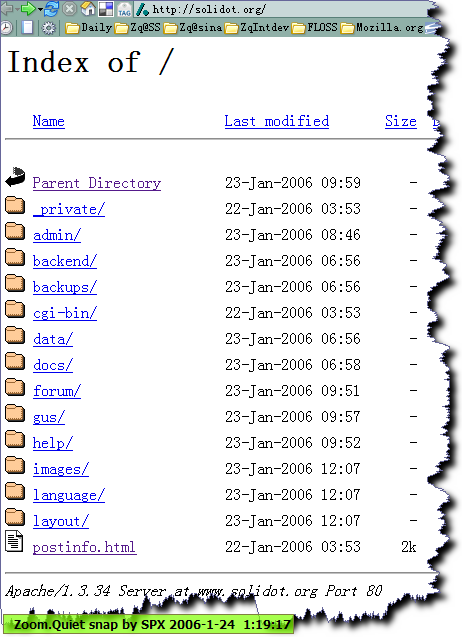 http://solidot.org/
TAG
Daily Zq@SS Zq@sina ZqIntdev FLOSS Mozilla.org
Index of /
Name Last modified Size
Parent Directory 23-Jan-2006 09:59 -
_private/ 22-Jan-2006 03:53 -
admin/ 23-Jan-2006 08:46 -
backend/ 23-Jan-2006 06:56 -
backups/ 23-Jan-2006 06:56 -
cgi-bin/ 22-Jan-2006 03:53 -
data/ 23-Jan-2006 06:56 -
docs/ 23-Jan-2006 06:58 -
forum/ 23-Jan-2006 09:51 -
gus/ 23-Jan-2006 09:57 -
help/ 23-Jan-2006 09:52 -
images/ 23-Jan-2006 12:07 -
language/ 23-Jan-2006 12:07 -
layout/ 23-Jan-2006 12:07 -
postinfo.html 22-Jan-2006 03:53 2k
Apache/1.3.34 Server at www.solidot.org Port 80
Zoom.Quiet snap by SPX 2006-1-24 1:19:17